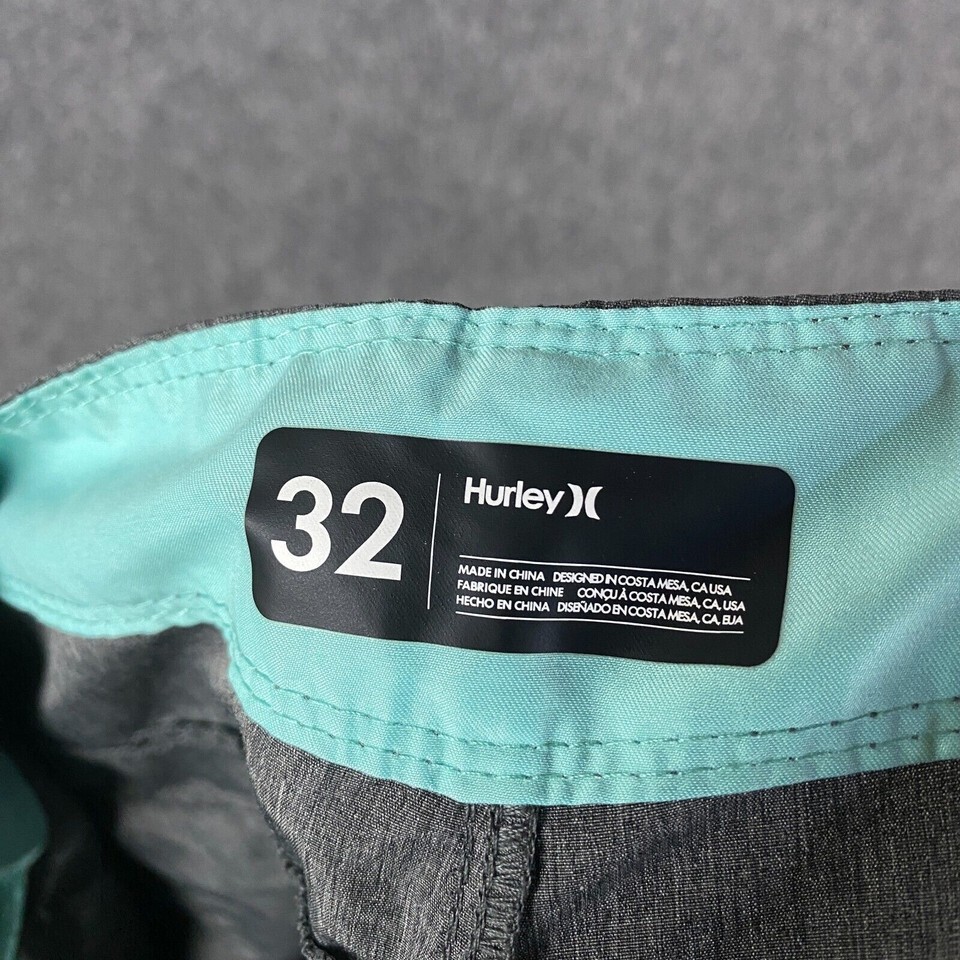 32
Hurley
MADE IN CHINA DESIGNED IN COSTA MESA, CA USA
FABRIQUE EN CHINE CONÇU À COSTA MESA, CA, USA
HECHO EN CHINA DISEÑADO EN COSTA MESA, CA, EUA